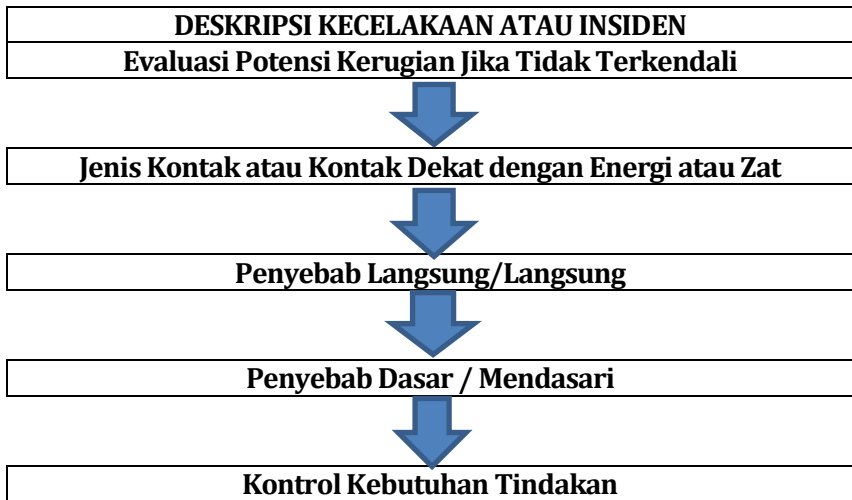 DESKRIPSI KECELAKAAN ATAU INSIDEN
Evaluasi Potensi Kerugian Jika Tidak Terkendali
Jenis Kontak atau Kontak Dekat dengan Energi atau Zat
Penyebab Langsung/Langsung
Penyebab Dasar / Mendasari
Kontrol Kebutuhan Tindakan